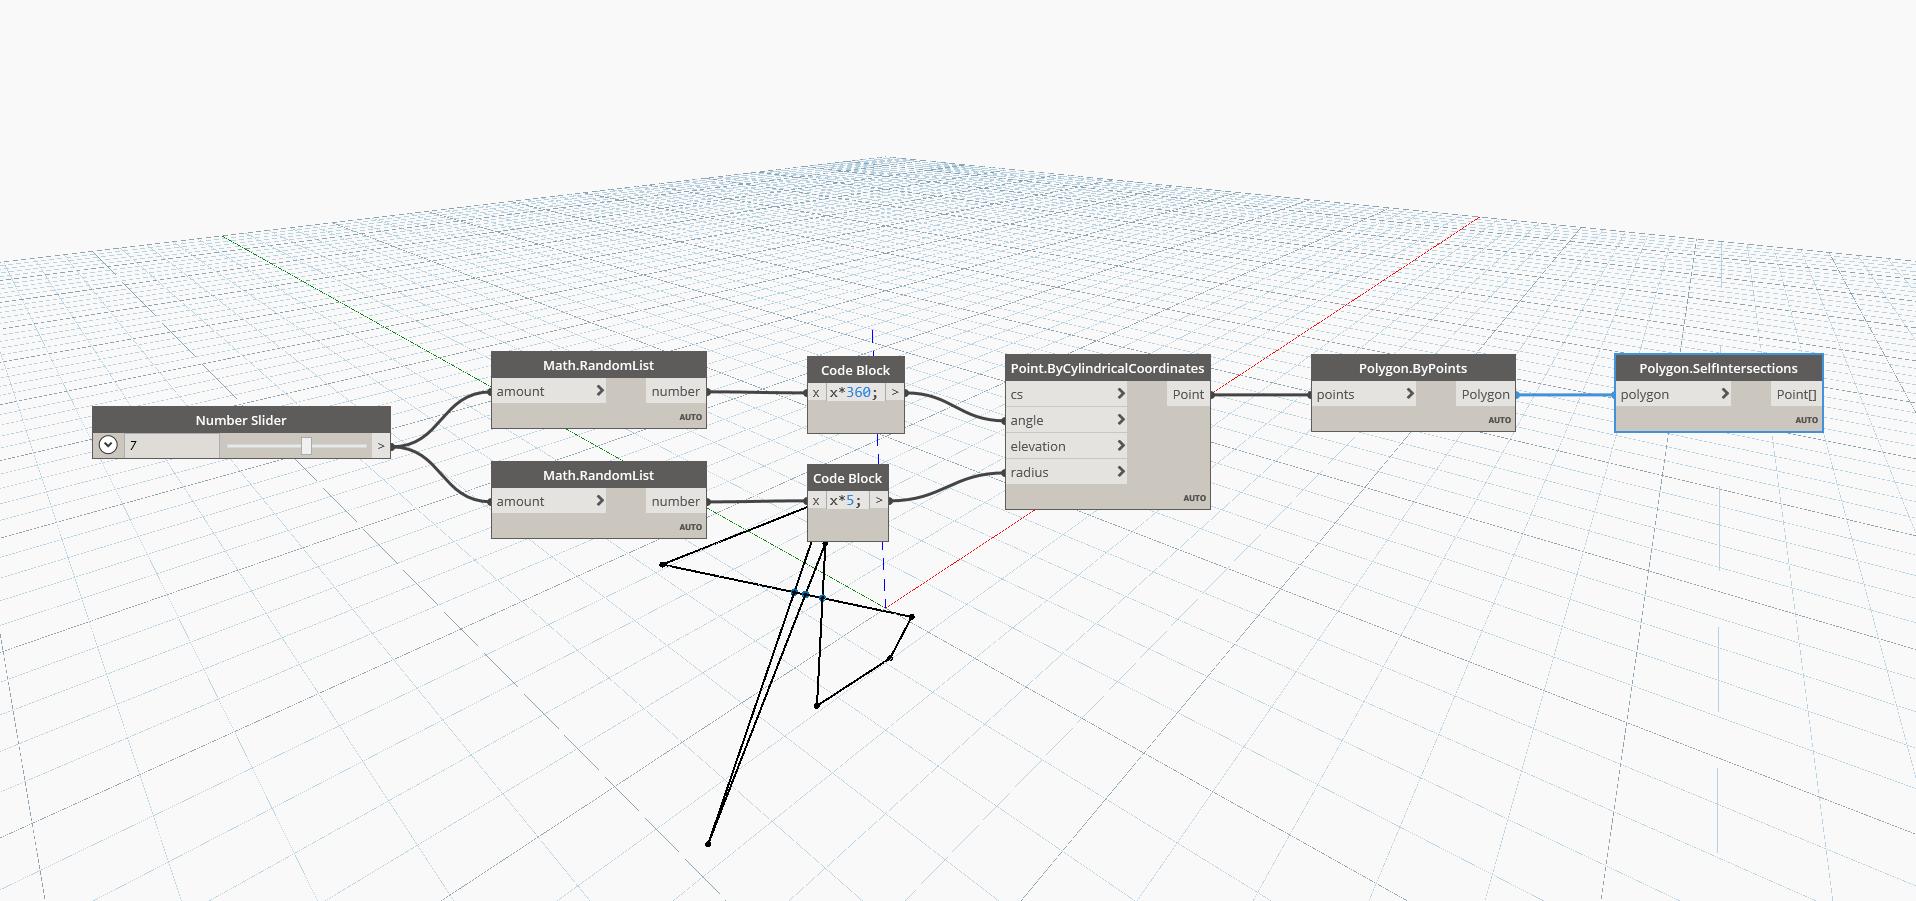 Number Slider
7
>
Math.RandomList
amount > number
AUTO
Math.RandomList
amount > number
AUTO
Code Block
x x*360; >
Code Block
x x*5; >
Point.ByCylindricalCoordinates
cs > Point
angle >
elevation >
radius >
AUTO
Polygon.ByPoints
points > Polygon
AUTO
Polygon.SelfIntersections
polygon > Point[]
AUTO